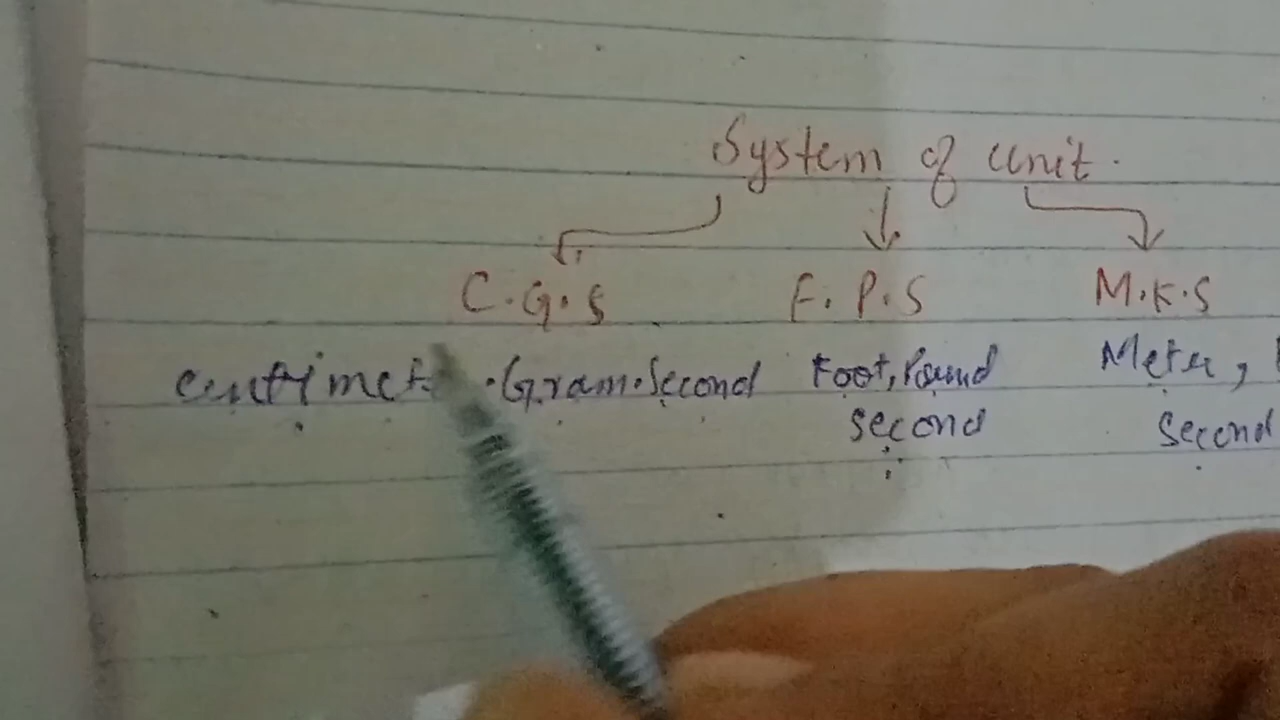 System of unit.
C.G.S F.P.S M.K.S
Gram.Second Foot, Pound Meter,
second Second